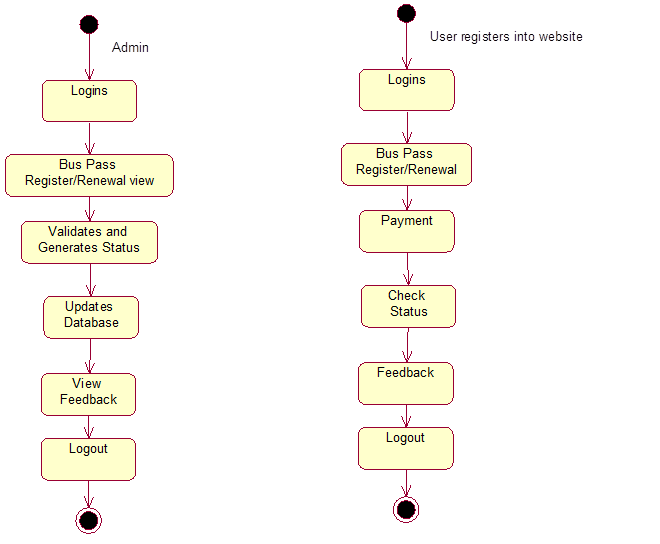 Admin
Logins
Bus Pass
Register/Renewal view
Validates and
Generates Status
Updates
Database
View
Feedback
Logout
User registers into website
Logins
Bus Pass
Register/Renewal
Payment
Check
Status
Feedback
Logout